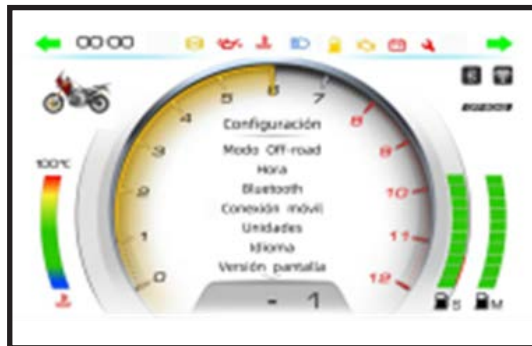 00:00
5 6 7
4 8
Configuración
3 9
Modo Off-road
100°C
Hora
2 10
Bluetooth
Conexión móvil
1 11
Unidades
Idioma
0 12
Versión pantalla
- 1
S M